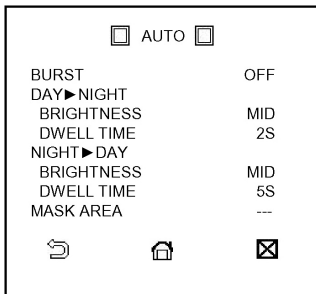 AUTO
BURST OFF
DAY►NIGHT
BRIGHTNESS MID
DWELL TIME 2S
NIGHT►DAY
BRIGHTNESS MID
DWELL TIME 5S
MASK AREA ---